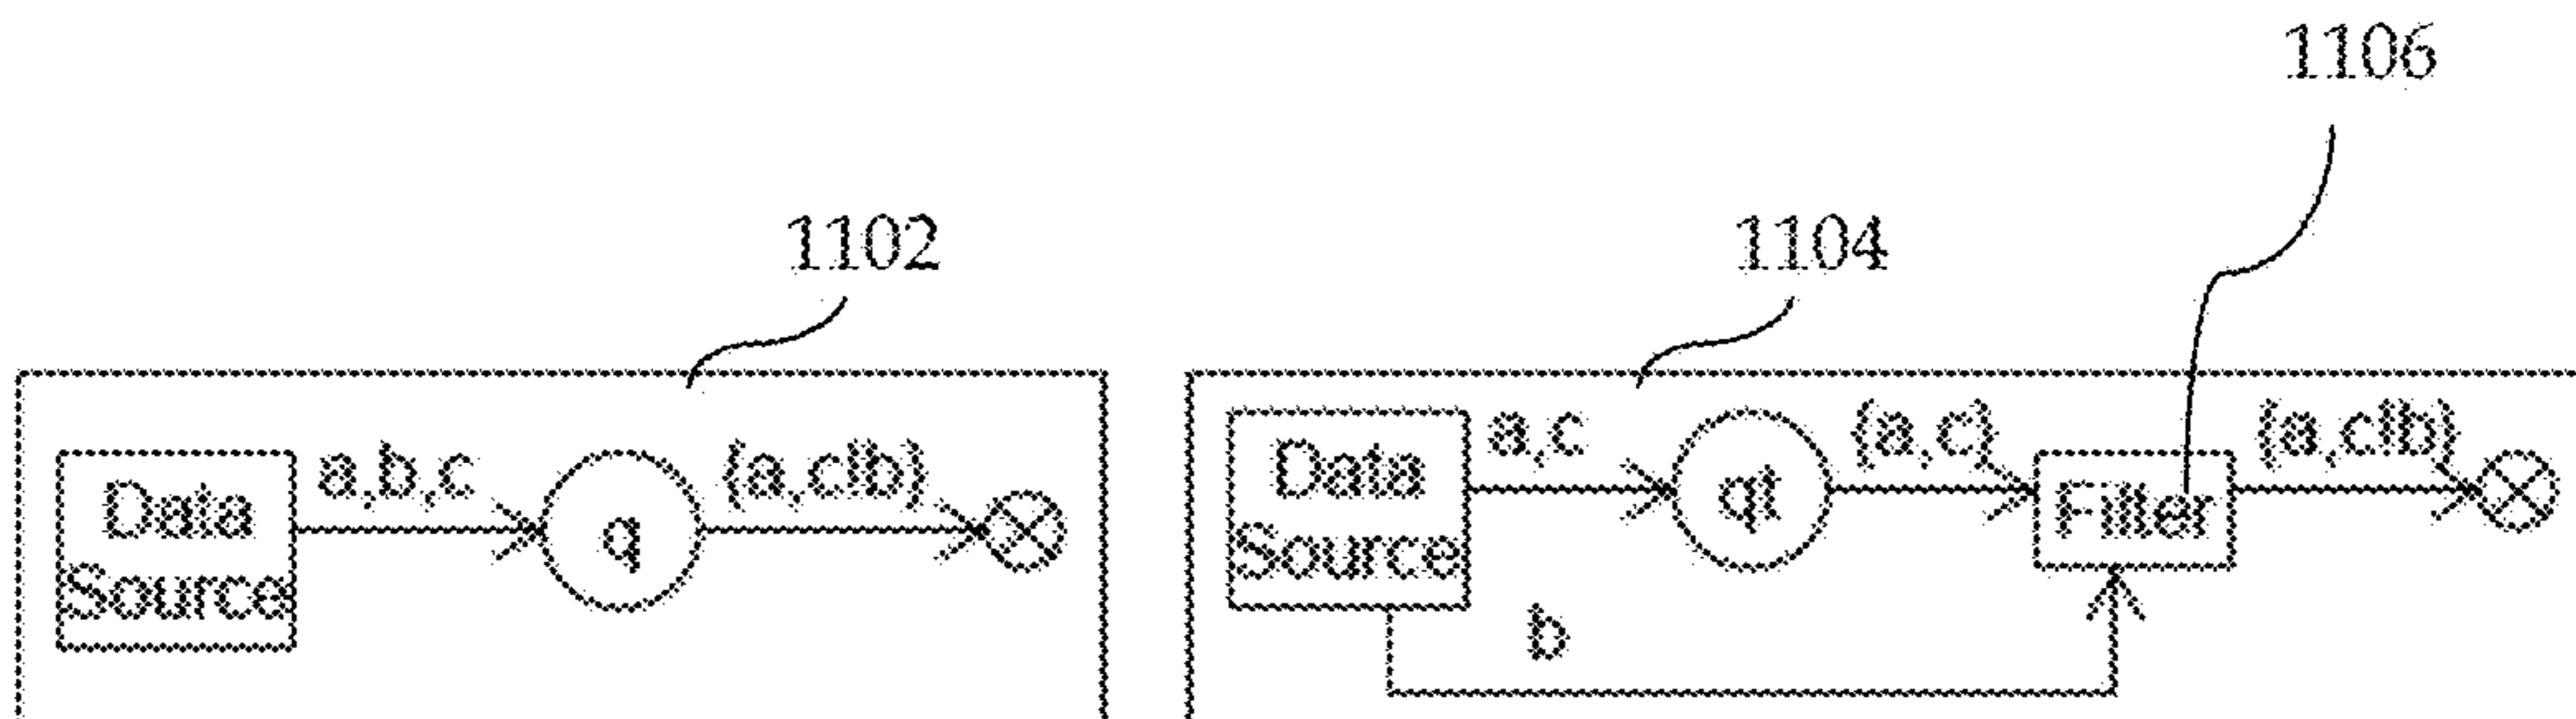 1106
1102
1104
Data
Source
a,b,c
q
{a,c!b}
Data
Source
a,c
qt
{a,c}
Filter
{a,c!b}
b